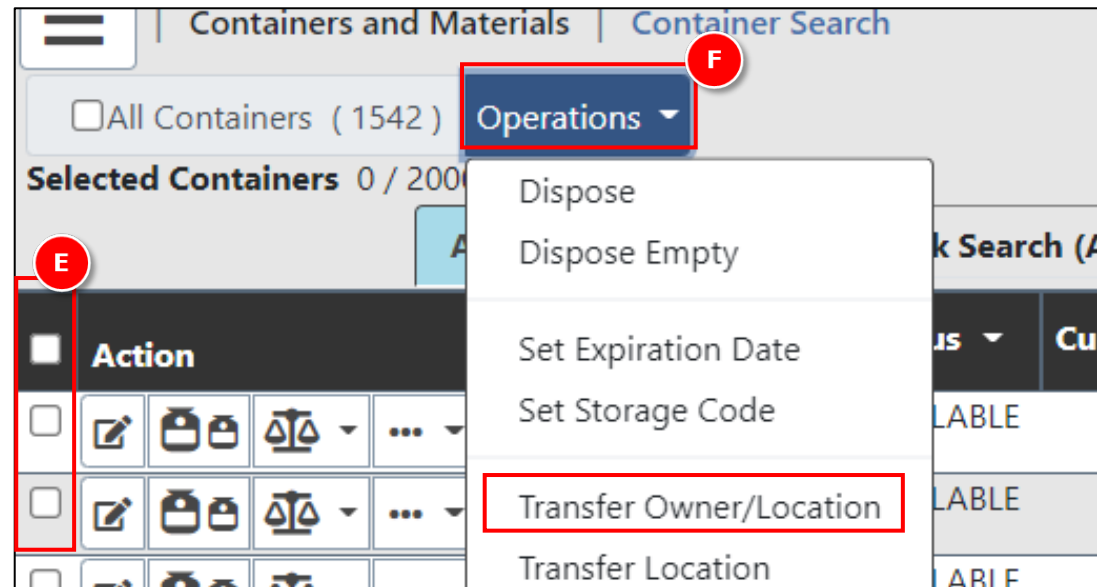 | Containers and Materials | Container Search
F
All Containers ( 1542 ) Operations
Selected Containers 0 / 200
Dispose
Dispose Empty
k Search (A
E
Action
us Cu
Set Expiration Date
Set Storage Code
LABLE
Transfer Owner/Location
LABLE
Transfer Location
LABLE